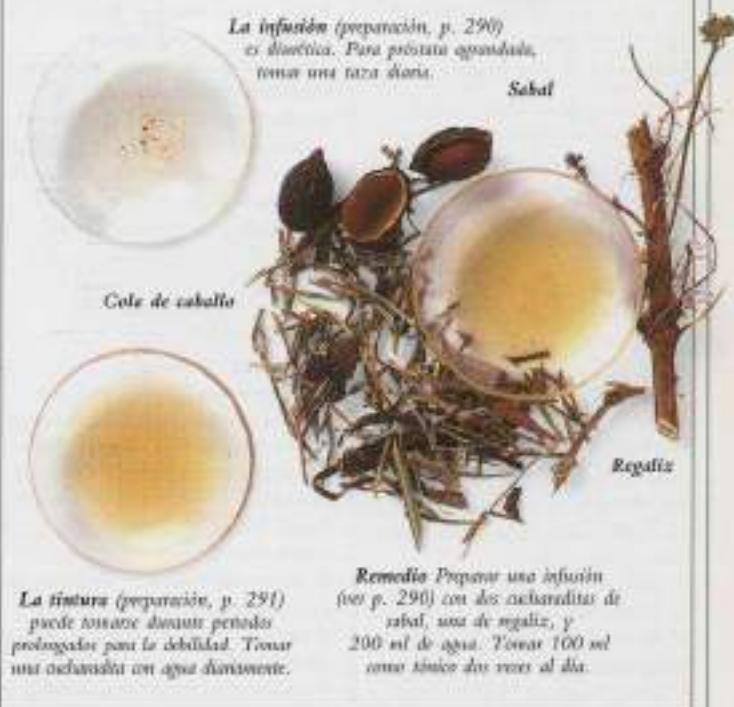 La infusión (preparación, p. 290)
es diurética. Para próstata agrandada,
tomar una taza diaria.
Sabal
Cola de caballo
Regaliz
La tintura (preparación, p. 291)
puede tomarse durante periodos
prolongados para la debilidad. Tomar
una cucharadita con agua diariamente.
Remedio Preparar una infusión
(ver p. 290) con dos cucharaditas de
sabal, una de regaliz, y
200 ml de agua. Tomar 100 ml
como tónico dos veces al día.